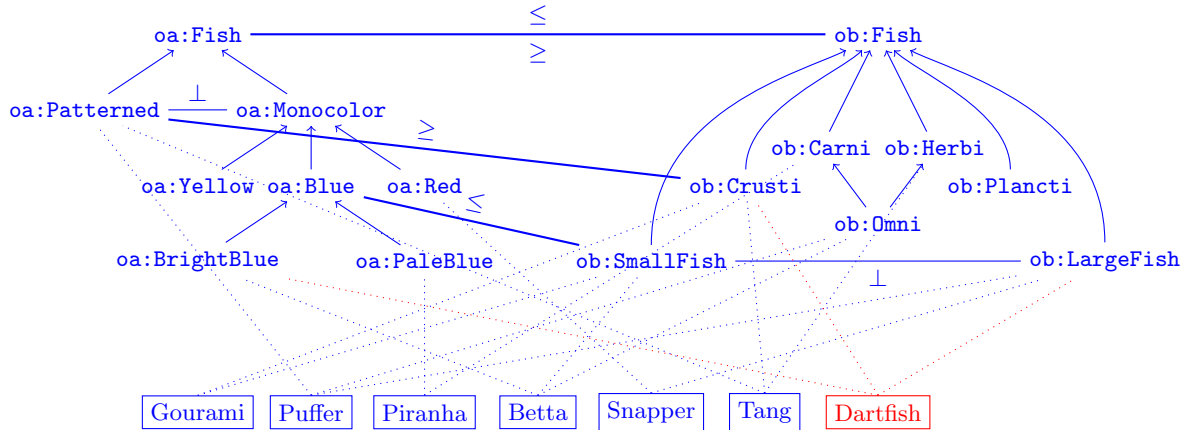 ≤
oa:Fish ob:Fish
≥
⊥
oa:Patterned oa:Monocolor
≥
ob:Carni ob:Herbi
oa:Yellow oa:Blue oa:Red ob:Crusti ob:Plancti
≤
ob:Omni
oa:BrightBlue oa:PaleBlue ob:SmallFish ob:LargeFish
⊥
Gourami Puffer Piranha Betta Snapper Tang Dartfish